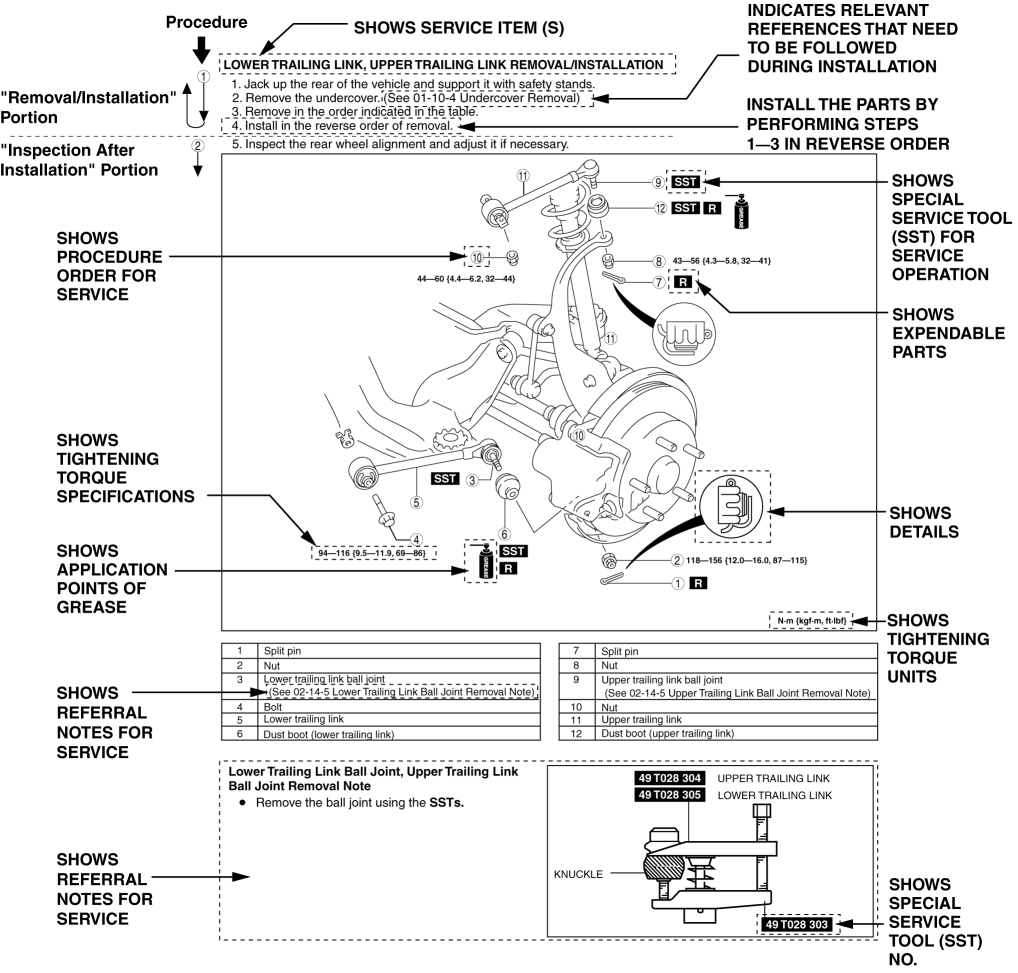 Procedure
SHOWS SERVICE ITEM (S)
INDICATES RELEVANT
REFERENCES THAT NEED
TO BE FOLLOWED
DURING INSTALLATION
1
LOWER TRAILING LINK, UPPER TRAILING LINK REMOVAL/INSTALLATION
"Removal/Installation"
Portion
1. Jack up the rear of the vehicle and support it with safety stands.
2. Remove the undercover. (See 01-10-4 Undercover Removal)
3. Remove in the order indicated in the table.
4. Install in the reverse order of removal.
INSTALL THE PARTS BY
PERFORMING STEPS
1—3 IN REVERSE ORDER
"Inspection After
Installation" Portion
2
5. Inspect the rear wheel alignment and adjust it if necessary.
11
9 SST
12 SST R
GREASE
SHOWS
SPECIAL
SERVICE TOOL
(SST) FOR
SERVICE
OPERATION
SHOWS
PROCEDURE
ORDER FOR
SERVICE
10
44—60 {4.4—6.2, 32—44}
8 43—56 {4.3—5.8, 32—41}
7 R
SHOWS
EXPENDABLE
PARTS
11
10
SHOWS
TIGHTENING
TORQUE
SPECIFICATIONS
SST 3
5
6
4
94—116 {9.5—11.9, 69—86}
SHOWS
DETAILS
SHOWS
APPLICATION
POINTS OF
GREASE
GREASE
SST
R
2 118—156 {12.0—16.0, 87—115}
1 R
N·m {kgf·m, ft·lbf}
SHOWS
TIGHTENING
TORQUE
UNITS
1 Split pin
2 Nut
3 Lower trailing link ball joint
(See 02-14-5 Lower Trailing Link Ball Joint Removal Note)
4 Bolt
5 Lower trailing link
6 Dust boot (lower trailing link)
7 Split pin
8 Nut
9 Upper trailing link ball joint
(See 02-14-5 Upper Trailing Link Ball Joint Removal Note)
10 Nut
11 Upper trailing link
12 Dust boot (upper trailing link)
SHOWS
REFERRAL
NOTES FOR
SERVICE
Lower Trailing Link Ball Joint, Upper Trailing Link
Ball Joint Removal Note
• Remove the ball joint using the SSTs.
49 T028 304 UPPER TRAILING LINK
49 T028 305 LOWER TRAILING LINK
KNUCKLE
49 T028 303
SHOWS
REFERRAL
NOTES FOR
SERVICE
SHOWS
SPECIAL
SERVICE
TOOL (SST)
NO.